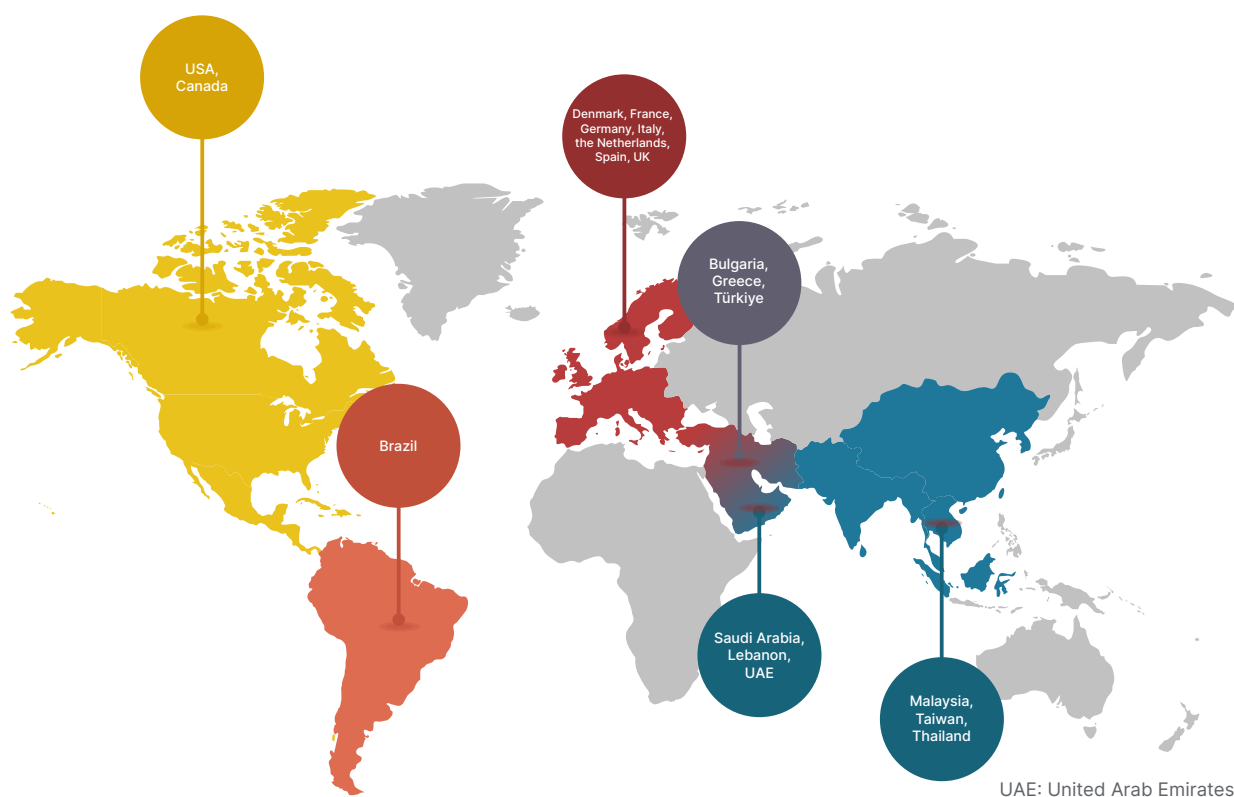 USA,
Canada
Denmark, France,
Germany, Italy,
the Netherlands,
Spain, UK
Bulgaria,
Greece,
Türkiye
Brazil
Saudi Arabia,
Lebanon,
UAE
Malaysia,
Taiwan,
Thailand
UAE: United Arab Emirates